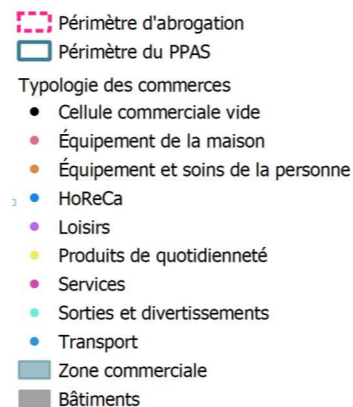 Périmètre d'abrogation
Périmètre du PPAS
Typologie des commerces
Cellule commerciale vide
Équipement de la maison
Équipement et soins de la personne
HoReCa
Loisirs
Produits de quotidienneté
Services
Sorties et divertissements
Transport
Zone commerciale
Bâtiments